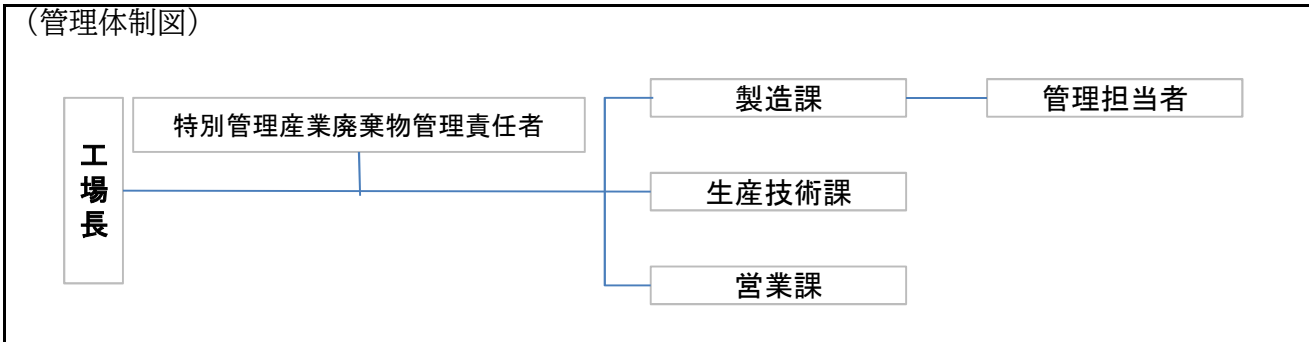 （管理体制図）
特別管理産業廃棄物管理責任者
工場長
製造課
管理担当者
生産技術課
営業課